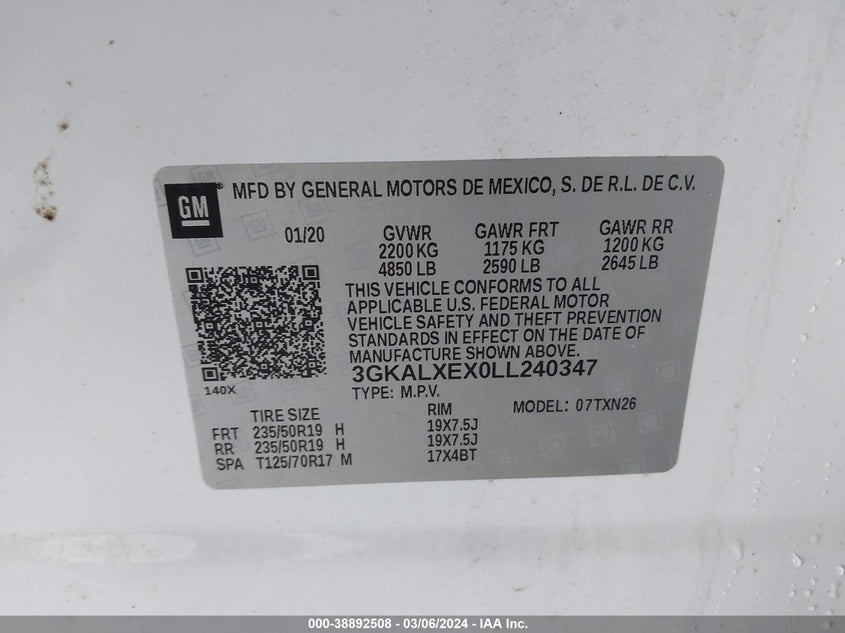 GM
MFD BY GENERAL MOTORS DE MEXICO, S. DE R.L. DE C.V.
01/20 GVWR GAWR FRT GAWR RR
2200 KG 1175 KG 1200 KG
4850 LB 2590 LB 2645 LB
THIS VEHICLE CONFORMS TO ALL
APPLICABLE U.S. FEDERAL MOTOR
VEHICLE SAFETY AND THEFT PREVENTION
STANDARDS IN EFFECT ON THE DATE OF
MANUFACTURE SHOWN ABOVE.
3GKALXEX0LL240347
140X
TYPE: M.P.V. MODEL: 07TXN26
TIRE SIZE RIM
FRT 235/50R19 H 19X7.5J
RR 235/50R19 H 19X7.5J
SPA T125/70R17 M 17X4BT
000-38892508 - 03/06/2024 - IAA Inc.